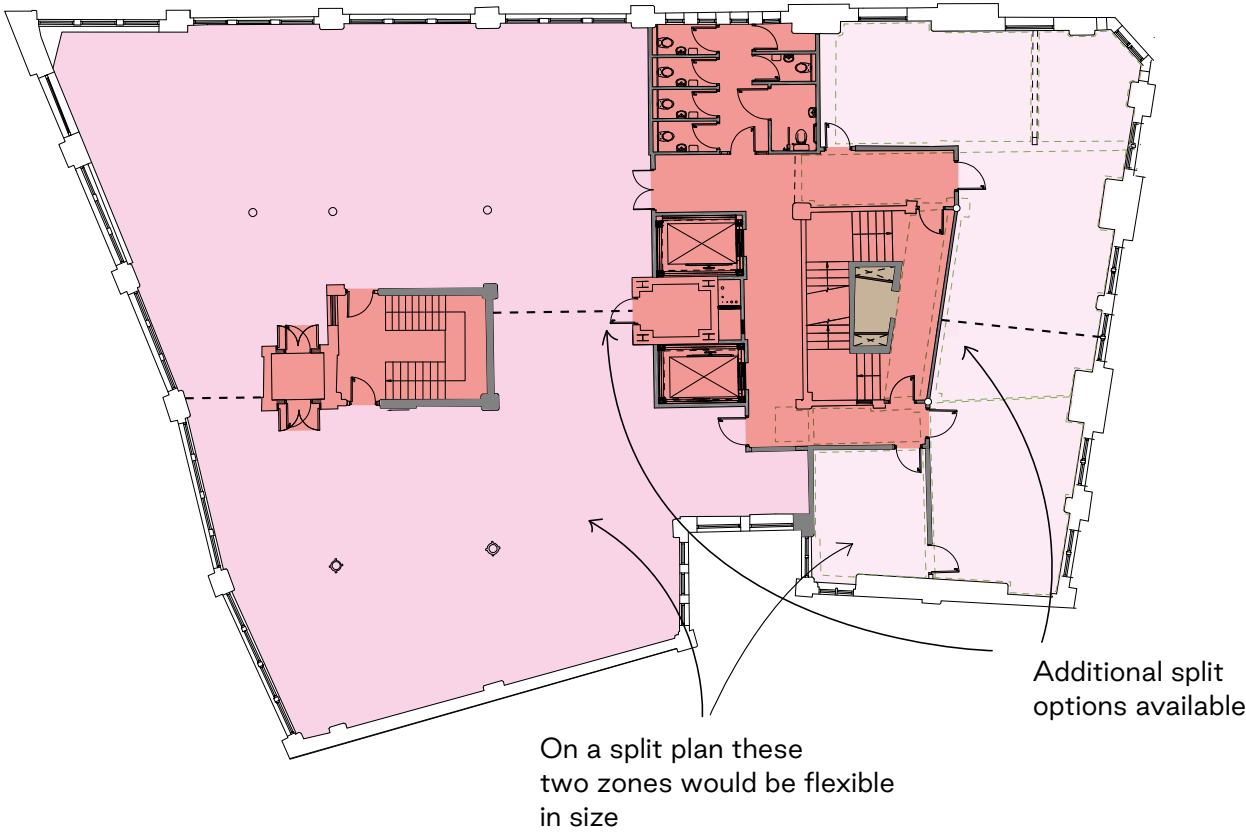 Additional split
options available
On a split plan these
two zones would be flexible
in size